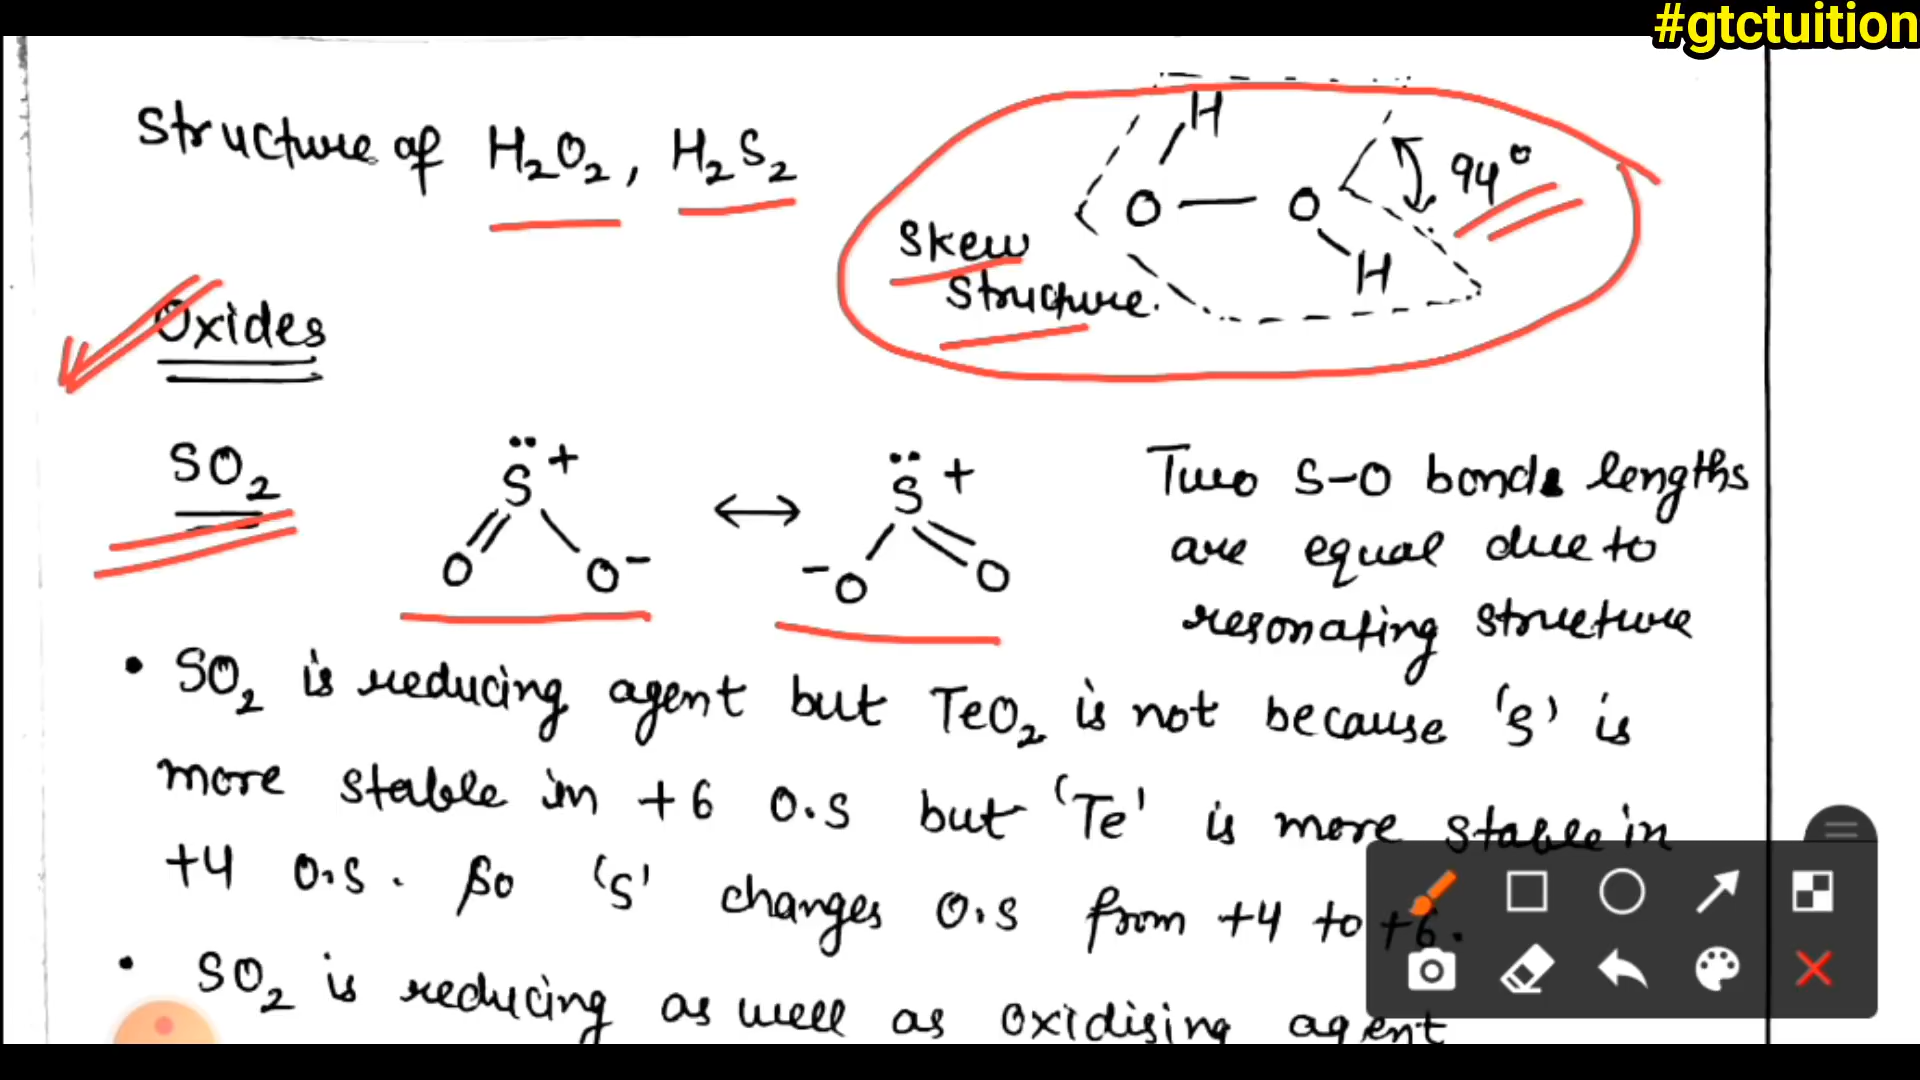 #gtctuition
Structure of H₂O₂, H₂S₂
H
O — O 94°
H
Skew
Structure.
Oxides
SO₂
S̈⁺ ↔ S̈⁺
O O⁻ ⁻O O
Two S-O bonds lengths
are equal due to
resonating structure
• SO₂ is reducing agent but TeO₂ is not because 'S' is
more stable in +6 O.S but 'Te' is more stable in
+4 O.S. So 'S' changes O.S from +4 to +6.
• SO₂ is reducing as well as oxidising agent